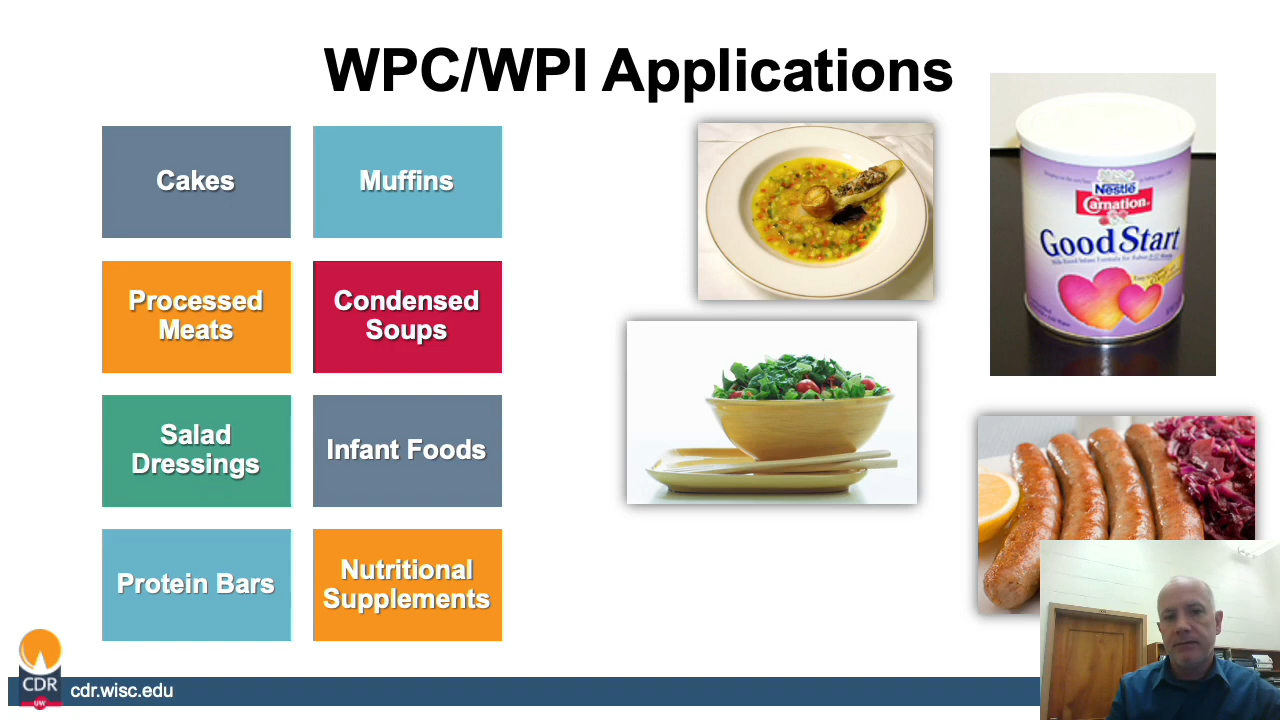 WPC/WPI Applications
Cakes
Muffins
Processed
Meats
Condensed
Soups
Salad
Dressings
Infant Foods
Protein Bars
Nutritional
Supplements
Nestlé
Carnation
Good Start
CDR
UW
cdr.wisc.edu